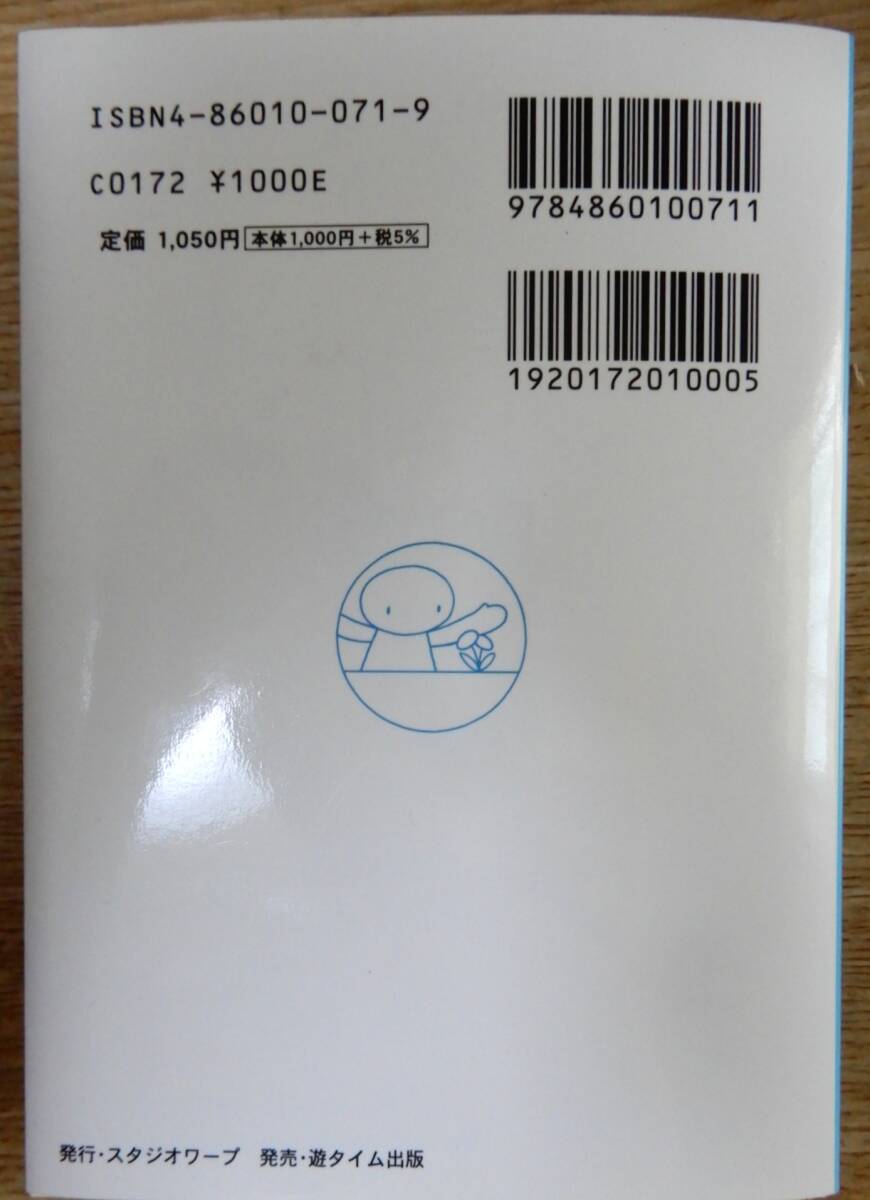 ISBN4-86010-071-9
C0172 ¥1000E
定価 1,050円 本体1,000円+税5%
9784860100711
1920172010005
発行・スタジオワープ 発売・遊タイム出版